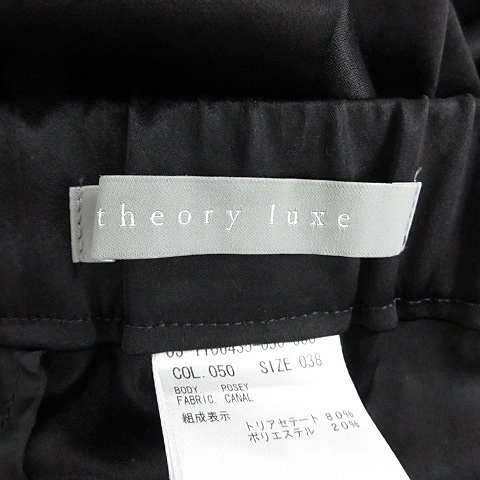 theory luxe
COL.050 SIZE 038
BODY. POSEY
FABRIC. CANAL
組成表示
トリアセテート 80%
ポリエステル 20%